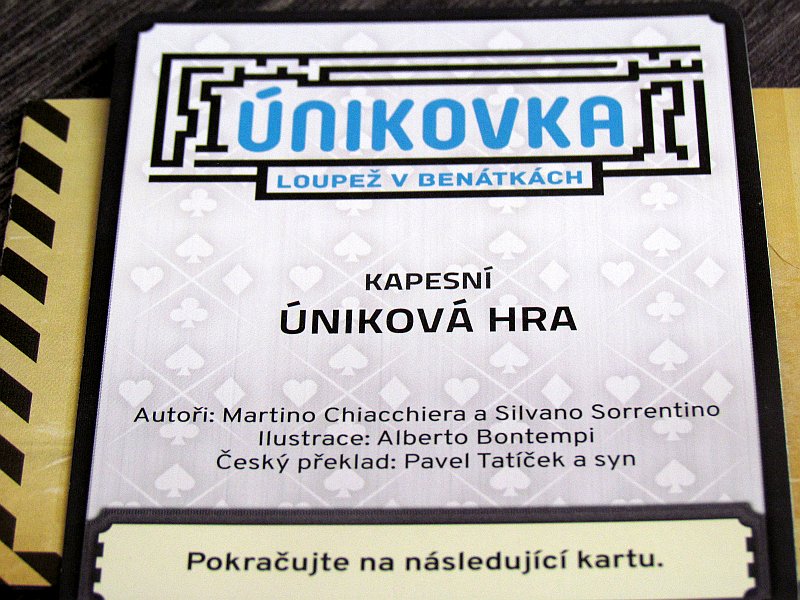 ÚNIKOVKA
LOUPEŽ V BENÁTKÁCH
KAPESNÍ
ÚNIKOVÁ HRA
Autoři: Martino Chiacchiera a Silvano Sorrentino
Ilustrace: Alberto Bontempi
Český překlad: Pavel Tatíček a syn
Pokračujte na následující kartu.